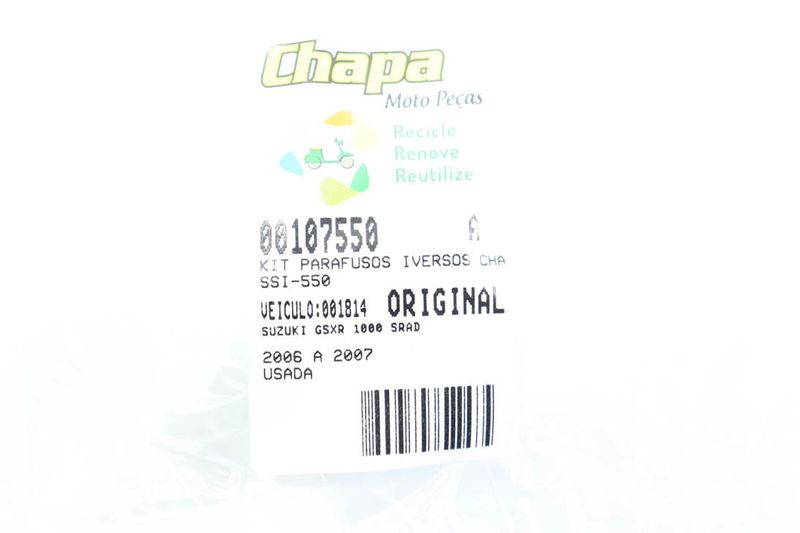 Chapa
Moto Peças
Recicle
Renove
Reutilize
00107550 A
KIT PARAFUSOS IVERSOS CHA
SSI-550
VEICULO:001814 ORIGINAL
SUZUKI GSXR 1000 SRAD
2006 A 2007
USADA